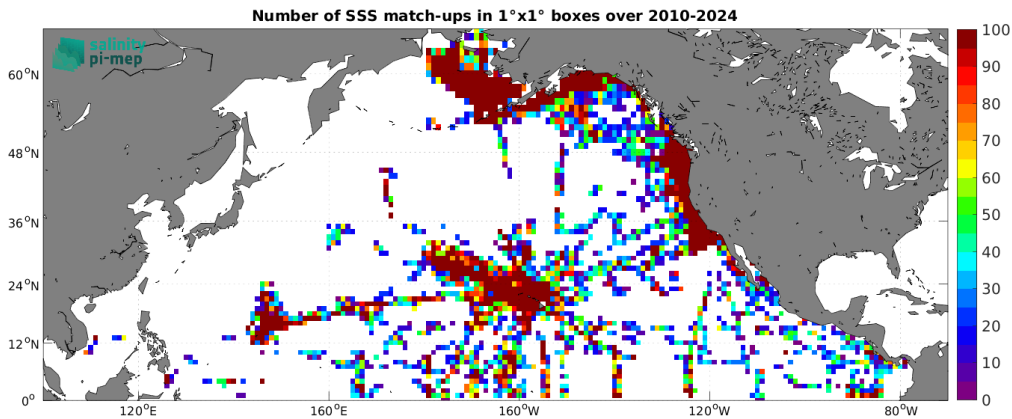 Number of SSS match-ups in 1°x1° boxes over 2010-2024
salinity
pi-mep
60°N
48°N
36°N
24°N
12°N
0°
120°E
160°E
160°W
120°W
80°W
100
90
80
70
60
50
40
30
20
10
0